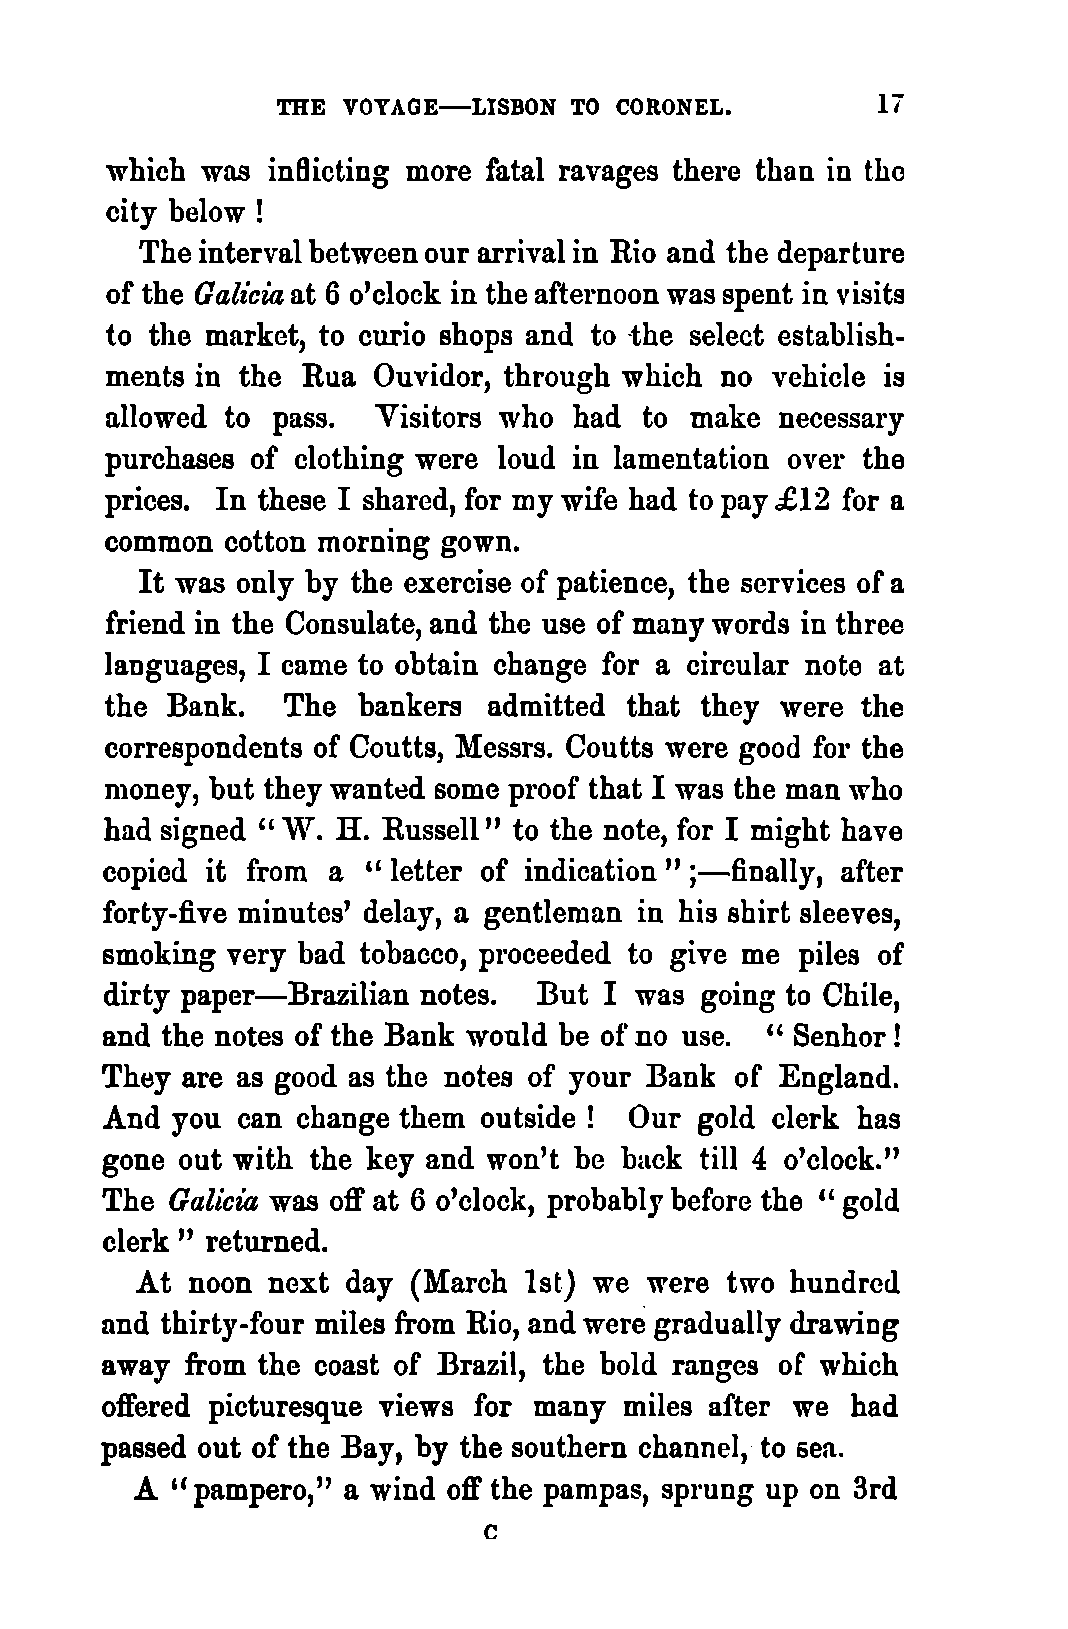 THE VOYAGE—LISBON TO CORONEL. 17
which was inflicting more fatal ravages there than in the
city below !
The interval between our arrival in Rio and the departure
of the Galicia at 6 o'clock in the afternoon was spent in visits
to the market, to curio shops and to the select establish-
ments in the Rua Ouvidor, through which no vehicle is
allowed to pass. Visitors who had to make necessary
purchases of clothing were loud in lamentation over the
prices. In these I shared, for my wife had to pay £12 for a
common cotton morning gown.
It was only by the exercise of patience, the services of a
friend in the Consulate, and the use of many words in three
languages, I came to obtain change for a circular note at
the Bank. The bankers admitted that they were the
correspondents of Coutts, Messrs. Coutts were good for the
money, but they wanted some proof that I was the man who
had signed “ W. H. Russell ” to the note, for I might have
copied it from a “ letter of indication ” ;—finally, after
forty-five minutes' delay, a gentleman in his shirt sleeves,
smoking very bad tobacco, proceeded to give me piles of
dirty paper—Brazilian notes. But I was going to Chile,
and the notes of the Bank would be of no use. “ Senhor !
They are as good as the notes of your Bank of England.
And you can change them outside ! Our gold clerk has
gone out with the key and won't be back till 4 o'clock.”
The Galicia was off at 6 o'clock, probably before the “ gold
clerk ” returned.
At noon next day (March 1st) we were two hundred
and thirty-four miles from Rio, and were gradually drawing
away from the coast of Brazil, the bold ranges of which
offered picturesque views for many miles after we had
passed out of the Bay, by the southern channel, to sea.
A “ pampero,” a wind off the pampas, sprung up on 3rd
C